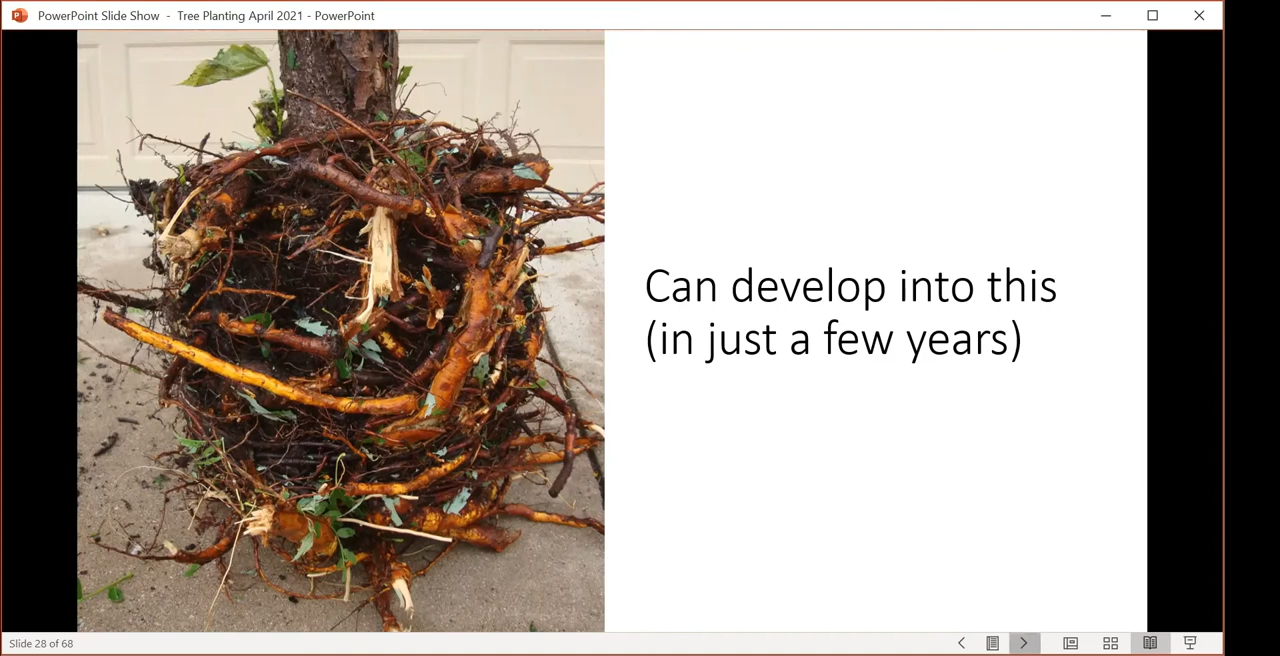 PowerPoint Slide Show - Tree Planting April 2021 - PowerPoint
Can develop into this
(in just a few years)
Slide 28 of 68